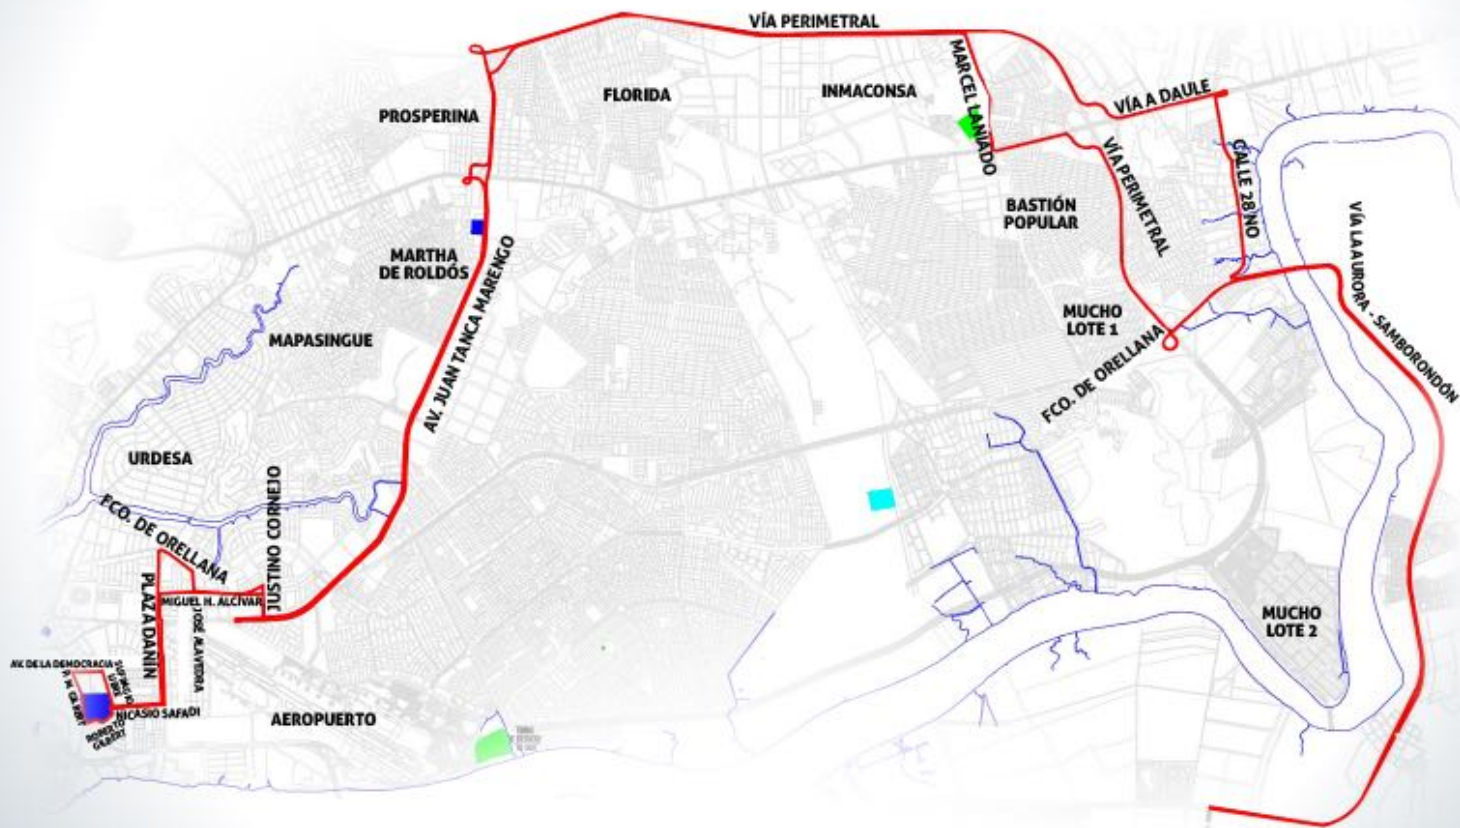 VÍA PERIMETRAL
MARCEL LANIADO
FLORIDA
INMACONSA
VÍA A DAULE
PROSPERINA
VÍA PERIMETRAL
CALLE 28 NO
BASTIÓN
POPULAR
VÍA LA AURORA - SAMBORONDÓN
MARTHA
DE ROLDÓS
AV. JUAN TANCA MARENGO
MAPASINGUE
MUCHO
LOTE 1
FCO. DE ORELLANA
URDESA
JUSTINO CORNEJO
FCO. DE ORELLANA
PLAZA DAÑÍN
MIGUEL H. ALCÍVAR
JOSÉ ALAVEDRA
MUCHO
LOTE 2
AV. DE LA DEMOCRACIA
NICASIO SAFADI
ROBERTO
GILBERT
AEROPUERTO